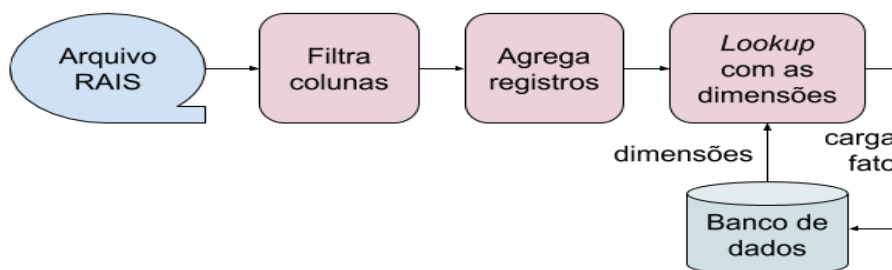 Arquivo
RAIS
Filtra
colunas
Agrega
registros
Lookup
com as
dimensões
dimensões
carga
fato
Banco de
dados